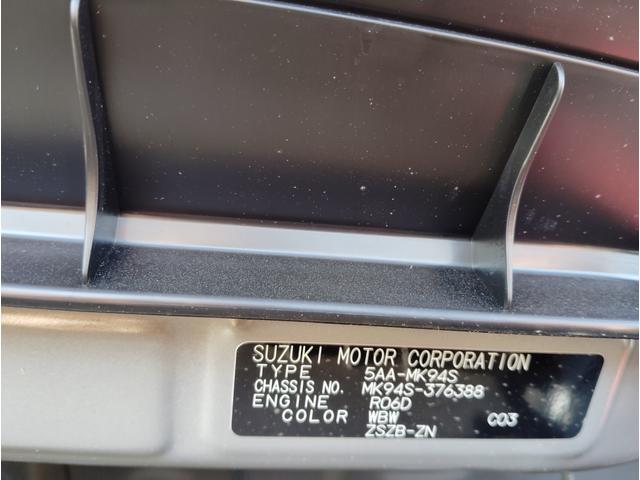 SUZUKI MOTOR CORPORATION
TYPE 5AA-MK94S
CHASSIS NO. MK94S-376388
ENGINE R06D
COLOR WBW C03
ZSZB-ZN